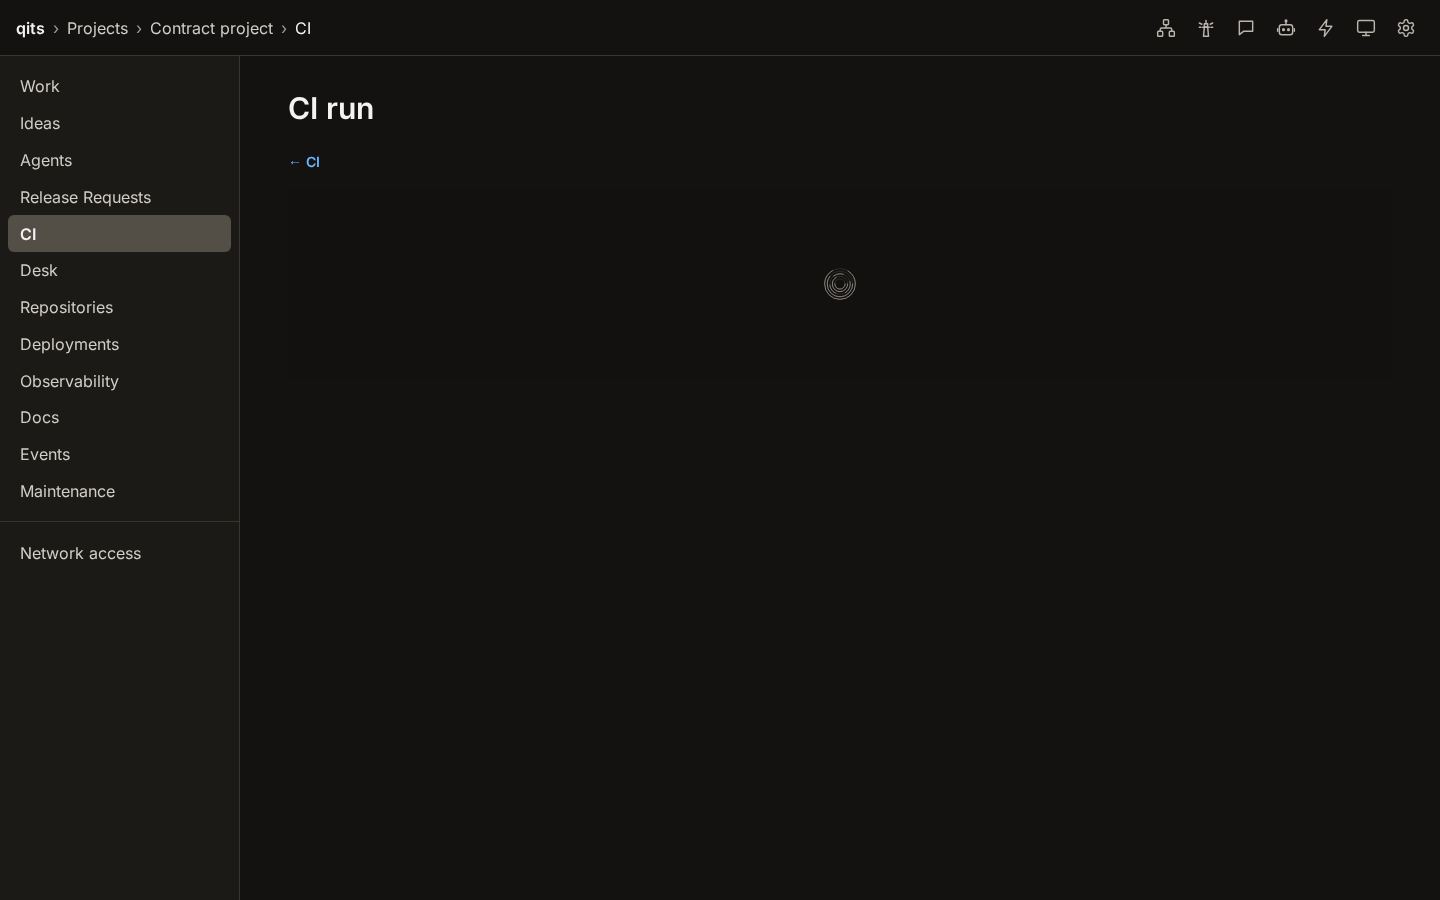 qits › Projects › Contract project › CI
Work
Ideas
Agents
Release Requests
CI
Desk
Repositories
Deployments
Observability
Docs
Events
Maintenance
Network access
CI run
← CI